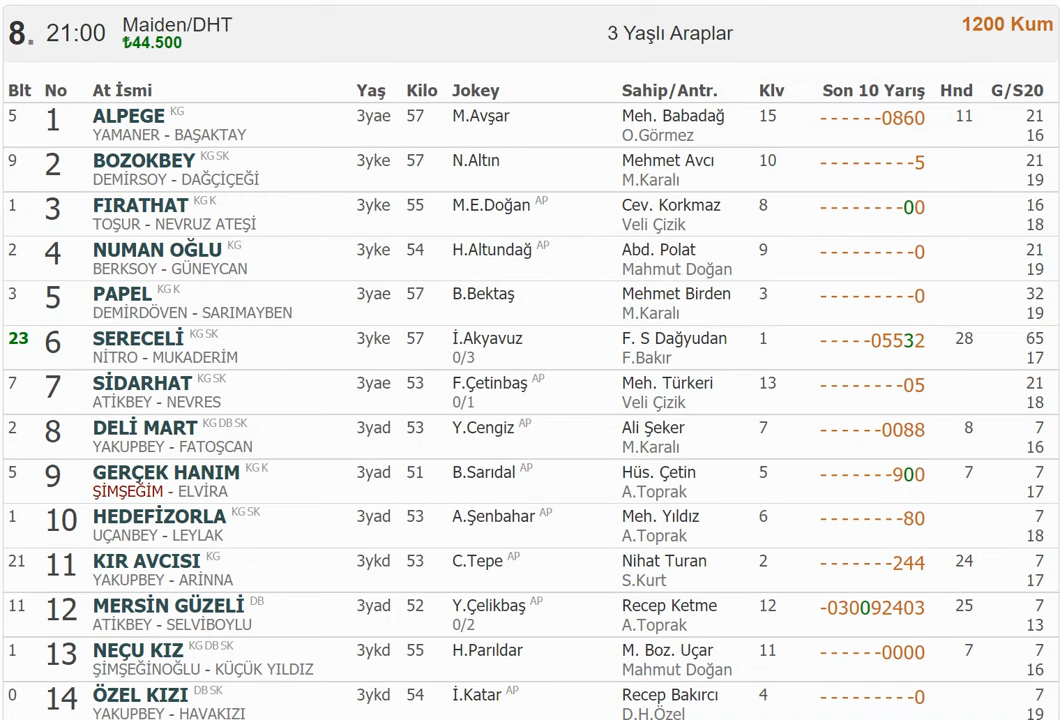 8. 21:00 Maiden/DHT 3 Yaşlı Araplar 1200 Kum
₺44.500
Blt No At İsmi Yaş Kilo Jokey Sahip/Antr. Klv Son 10 Yarış Hnd G/S20
5 1 ALPEGE KG 3yae 57 M.Avşar Meh. Babadağ 15 ------0860 11 21
YAMANER - BAŞAKTAY O.Görmez 16
9 2 BOZOKBEY KG SK 3yke 57 N.Altın Mehmet Avcı 10 ---------5 21
DEMİRSOY - DAĞÇİÇEĞİ M.Karalı 19
1 3 FIRATHAT KG K 3yke 55 M.E.Doğan AP Cev. Korkmaz 8 --------00 16
TOŞUR - NEVRUZ ATEŞİ Veli Çizik 18
2 4 NUMAN OĞLU KG 3yke 54 H.Altundağ AP Abd. Polat 9 ---------0 21
BERKSOY - GÜNEYCAN Mahmut Doğan 19
3 5 PAPEL KG K 3yae 57 B.Bektaş Mehmet Birden 3 ---------0 32
DEMİRDÖVEN - SARIMAYBEN M.Karalı 19
23 6 SERECELİ KG SK 3yke 57 İ.Akyavuz F. S Dağyudan 1 -----05532 28 65
NİTRO - MUKADERİM 0/3 F.Bakır 17
7 7 SİDARHAT KG SK 3yae 53 F.Çetinbaş AP Meh. Türkeri 13 --------05 21
ATİKBEY - NEVRES 0/1 Veli Çizik 18
2 8 DELİ MART KG DB SK 3yad 53 Y.Cengiz AP Ali Şeker 7 ------0088 8 7
YAKUPBEY - FATOŞCAN M.Karalı 16
5 9 GERÇEK HANIM KG K 3yad 51 B.Sarıdal AP Hüs. Çetin 5 -------900 7 7
ŞİMŞEĞİM - ELVİRA A.Toprak 17
1 10 HEDEFİZORLA KG SK 3yad 53 A.Şenbahar AP Meh. Yıldız 6 --------80 7
UÇANBEY - LEYLAK A.Toprak 18
21 11 KIR AVCISI KG 3ykd 53 C.Tepe AP Nihat Turan 2 -------244 24 7
YAKUPBEY - ARİNNA S.Kurt 17
11 12 MERSİN GÜZELİ DB 3yad 52 Y.Çelikbaş AP Recep Ketme 12 -030092403 25 7
ATİKBEY - SELVİBOYLU 0/2 A.Toprak 13
1 13 NEÇU KIZ KG DB SK 3ykd 55 H.Parıldar M. Boz. Uçar 11 ------0000 7 7
ŞİMŞEĞİNOĞLU - KÜÇÜK YILDIZ Mahmut Doğan 16
0 14 ÖZEL KIZI DB SK 3ykd 54 İ.Katar AP Recep Bakırcı 4 ---------0 7
YAKUPBEY - HAVAKIZI D.H.Özel 19